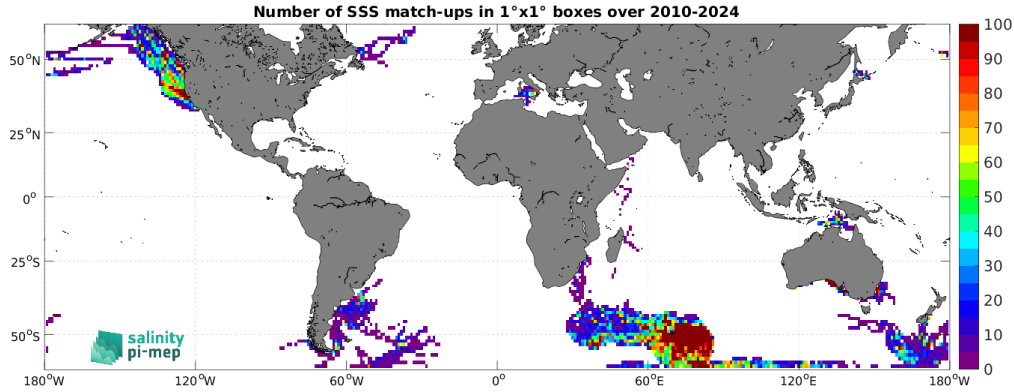 Number of SSS match-ups in 1°x1° boxes over 2010-2024
50°N
25°N
0°
25°S
50°S
180°W
120°W
60°W
0°
60°E
120°E
180°W
100
90
80
70
60
50
40
30
20
10
0
salinity
pi-mep